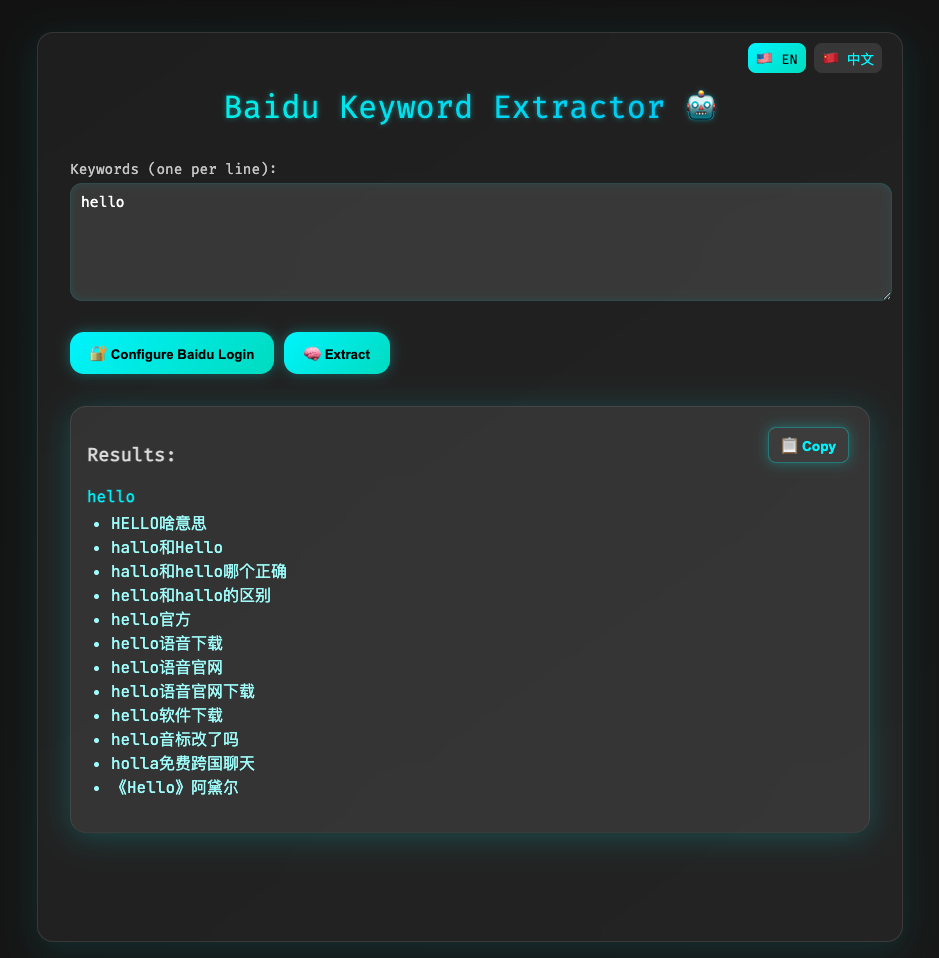 EN
中文
Baidu Keyword Extractor
Keywords (one per line):
hello
Configure Baidu Login
Extract
Results:
Copy
hello
HELLO啥意思
hallo和Hello
hallo和hello哪个正确
hello和hallo的区别
hello官方
hello语音下载
hello语音官网
hello语音官网下载
hello软件下载
hello音标改了吗
holla免费跨国聊天
《Hello》阿黛尔